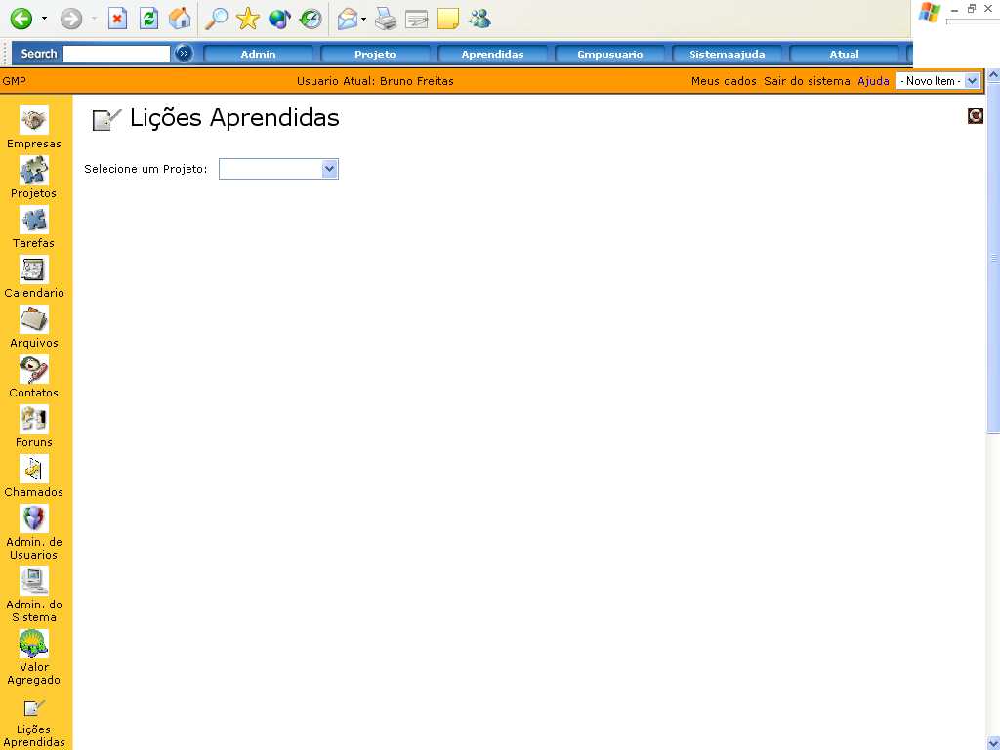 Search
Admin
Projeto
Aprendidas
Gmpusuario
Sistemaajuda
Atual
GMP
Usuario Atual: Bruno Freitas
Meus dados
Sair do sistema
Ajuda
- Novo Item -
Empresas
Projetos
Tarefas
Calendario
Arquivos
Contatos
Foruns
Chamados
Admin. de
Usuarios
Admin. do
Sistema
Valor
Agregado
Lições
Aprendidas
Lições Aprendidas
Selecione um Projeto: